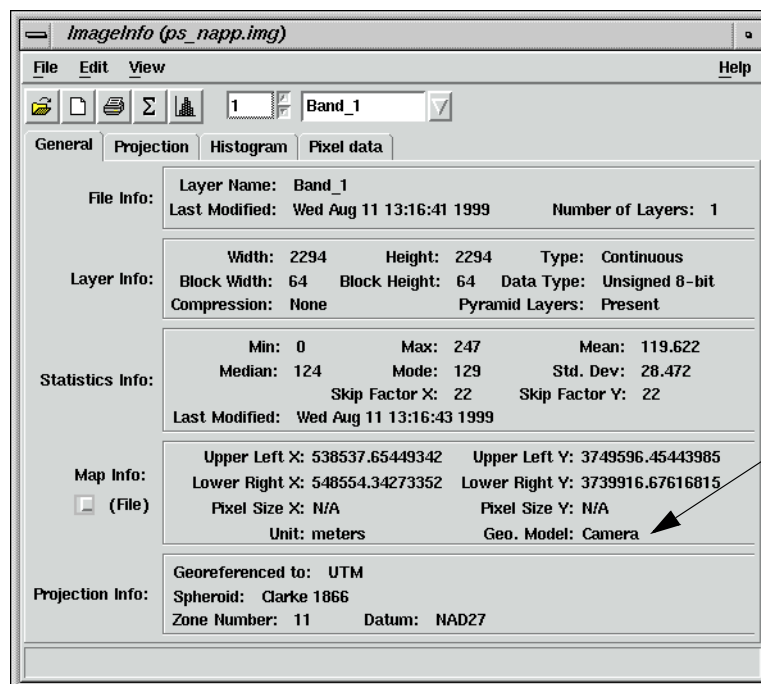 ImageInfo (ps_napp.img)
File Edit View Help
Σ 1 Band_1
General Projection Histogram Pixel data
File Info:
Layer Name: Band_1
Last Modified: Wed Aug 11 13:16:41 1999 Number of Layers: 1
Layer Info:
Width: 2294 Height: 2294 Type: Continuous
Block Width: 64 Block Height: 64 Data Type: Unsigned 8-bit
Compression: None Pyramid Layers: Present
Statistics Info:
Min: 0 Max: 247 Mean: 119.622
Median: 124 Mode: 129 Std. Dev: 28.472
Skip Factor X: 22 Skip Factor Y: 22
Last Modified: Wed Aug 11 13:16:43 1999
Map Info:
(File)
Upper Left X: 538537.65449342 Upper Left Y: 3749596.45443985
Lower Right X: 548554.34273352 Lower Right Y: 3739916.67616815
Pixel Size X: N/A Pixel Size Y: N/A
Unit: meters Geo. Model: Camera
Projection Info:
Georeferenced to: UTM
Spheroid: Clarke 1866
Zone Number: 11 Datum: NAD27